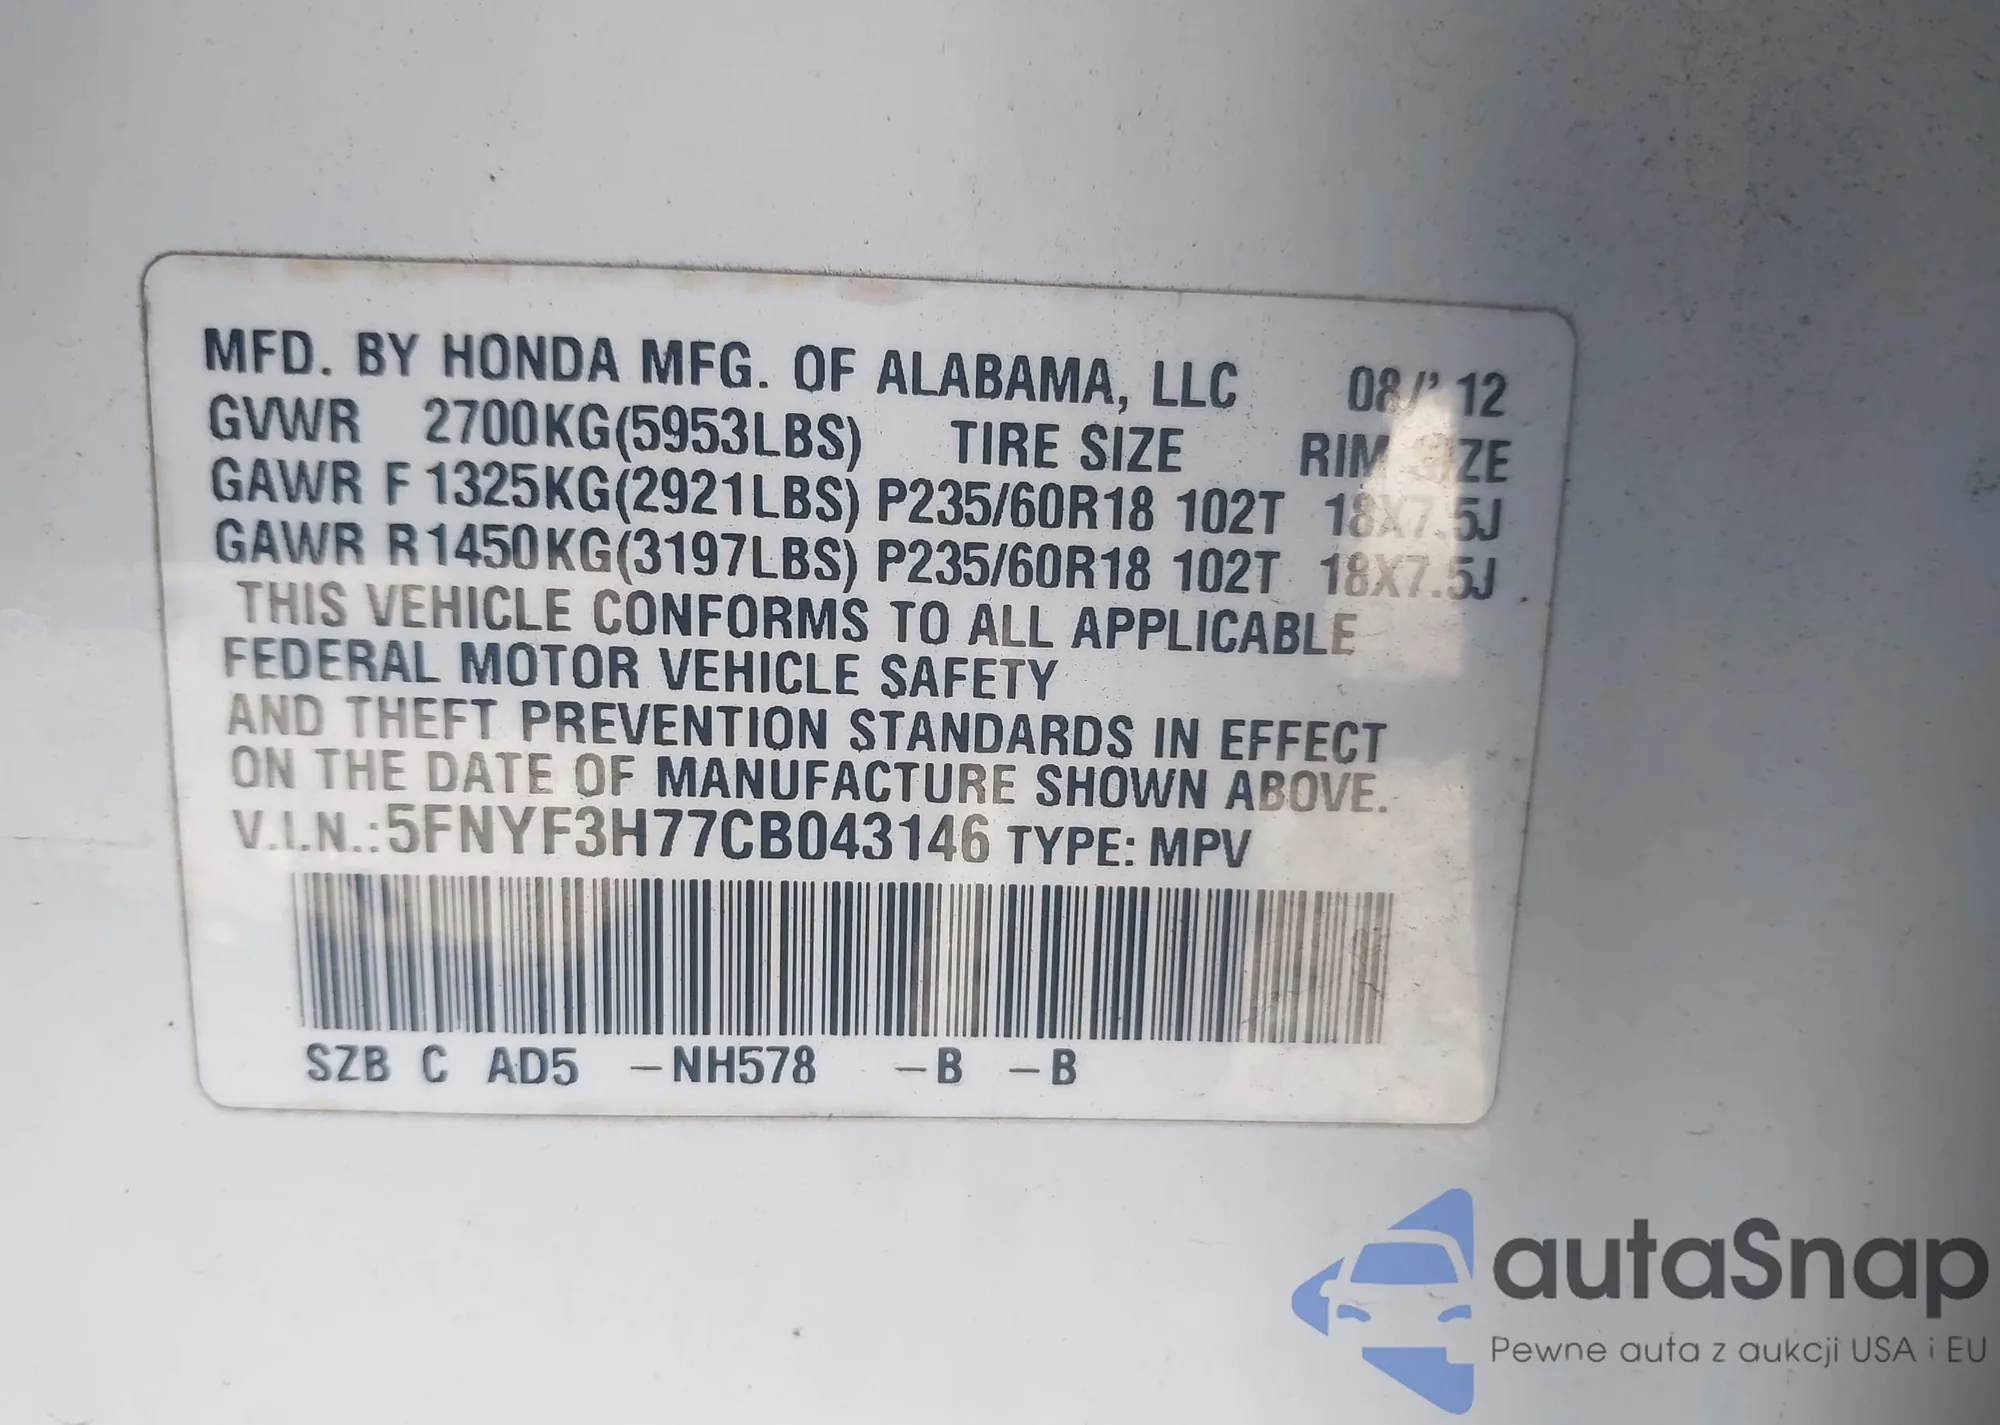 MFD. BY HONDA MFG. OF ALABAMA, LLC 08/' 12
GVWR 2700KG(5953LBS) TIRE SIZE RIM SIZE
GAWR F 1325KG(2921LBS) P235/60R18 102T 18X7.5J
GAWR R 1450KG(3197LBS) P235/60R18 102T 18X7.5J
THIS VEHICLE CONFORMS TO ALL APPLICABLE
FEDERAL MOTOR VEHICLE SAFETY
AND THEFT PREVENTION STANDARDS IN EFFECT
ON THE DATE OF MANUFACTURE SHOWN ABOVE.
V.I.N.:5FNYF3H77CB043146 TYPE: MPV
SZB C AD5 –NH578 –B –B
autaSnap
Pewne auta z aukcji USA i EU